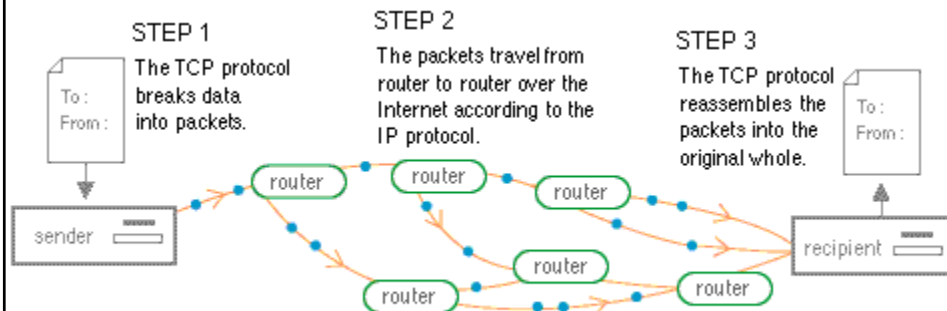 STEP 1
The TCP protocol
breaks data
into packets.
To :
From :
sender
STEP 2
The packets travel from
router to router over the
Internet according to the
IP protocol.
router
router
router
router
router
router
STEP 3
The TCP protocol
reassembles the
packets into the
original whole.
To :
From :
recipient